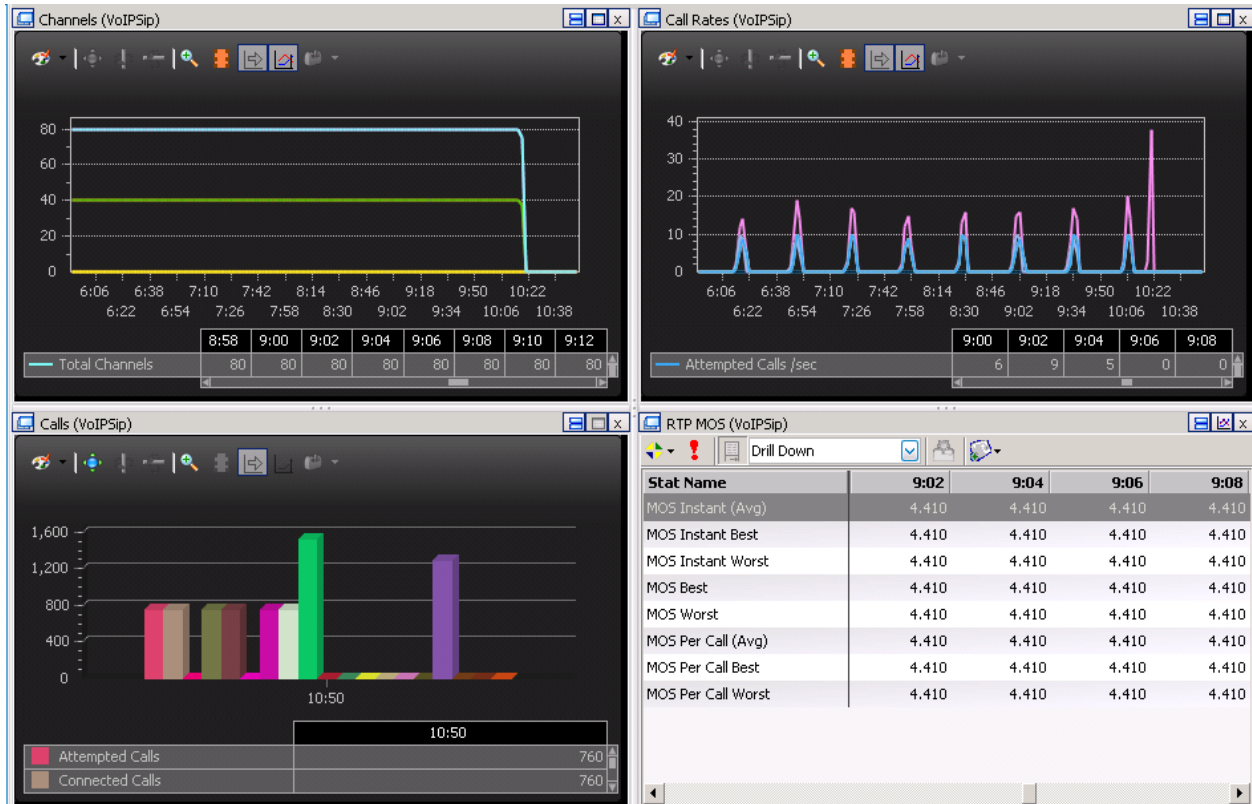 Channels (VoIPSip)
80
60
40
20
0
6:06 6:38 7:10 7:42 8:14 8:46 9:18 9:50 10:22
6:22 6:54 7:26 7:58 8:30 9:02 9:34 10:06 10:38
8:58 9:00 9:02 9:04 9:06 9:08 9:10 9:12
Total Channels 80 80 80 80 80 80 80 80
Call Rates (VoIPSip)
40
30
20
10
0
6:06 6:38 7:10 7:42 8:14 8:46 9:18 9:50 10:22
6:22 6:54 7:26 7:58 8:30 9:02 9:34 10:06 10:38
9:00 9:02 9:04 9:06 9:08
Attempted Calls /sec 6 9 5 0 0
Calls (VoIPSip)
1,600
1,200
800
400
0
10:50
10:50
Attempted Calls 760
Connected Calls 760
RTP MOS (VoIPSip)
Drill Down
Stat Name 9:02 9:04 9:06 9:08
MOS Instant (Avg) 4.410 4.410 4.410 4.410
MOS Instant Best 4.410 4.410 4.410 4.410
MOS Instant Worst 4.410 4.410 4.410 4.410
MOS Best 4.410 4.410 4.410 4.410
MOS Worst 4.410 4.410 4.410 4.410
MOS Per Call (Avg) 4.410 4.410 4.410 4.410
MOS Per Call Best 4.410 4.410 4.410 4.410
MOS Per Call Worst 4.410 4.410 4.410 4.410